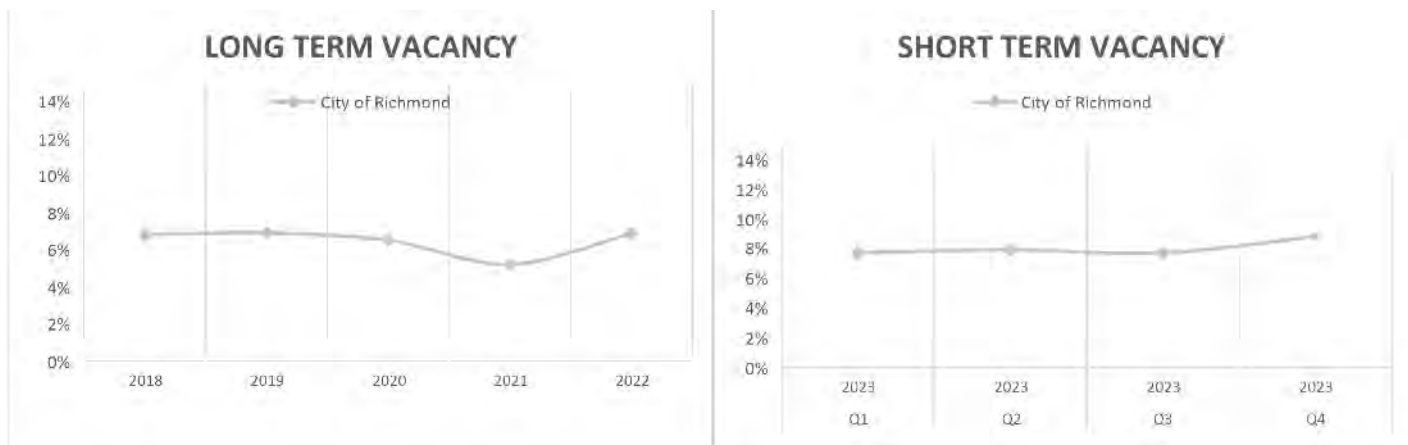 LONG TERM VACANCY
City of Richmond
14%
12%
10%
8%
6%
4%
2%
0%
2018 2019 2020 2021 2022
SHORT TERM VACANCY
City of Richmond
14%
12%
10%
8%
6%
4%
2%
0%
2023 2023 2023 2023
Q1 Q2 Q3 Q4